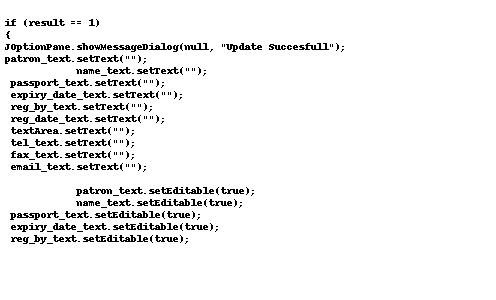 if (result == 1)
{
JOptionPane.showMessageDialog(null, "Update Succesfull");
patron_text.setText("");
name_text.setText("");
passport_text.setText("");
expiry_date_text.setText("");
reg_by_text.setText("");
reg_date_text.setText("");
textArea.setText("");
tel_text.setText("");
fax_text.setText("");
email_text.setText("");
patron_text.setEditable(true);
name_text.setEditable(true);
passport_text.setEditable(true);
expiry_date_text.setEditable(true);
reg_by_text.setEditable(true);